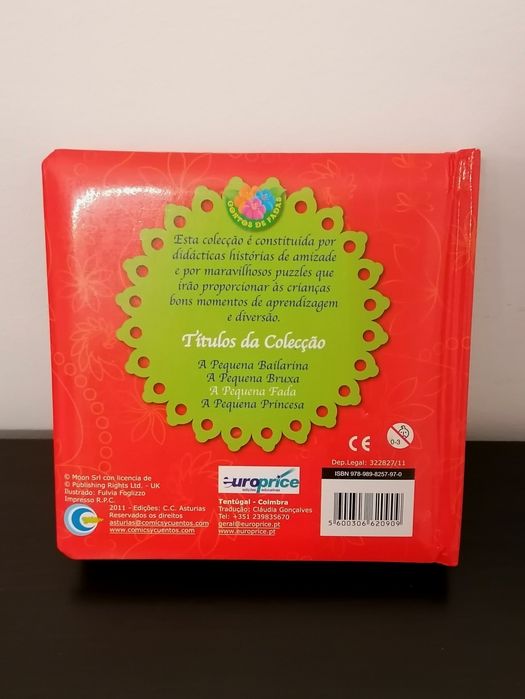 CONTOS DE FADAS
Esta colecção é constituída por
didácticas histórias de amizade
e por maravilhosos puzzles que
irão proporcionar às crianças
bons momentos de aprendizagem
e diversão.
Títulos da Colecção
A Pequena Bailarina
A Pequena Bruxa
A Pequena Fada
A Pequena Princesa
CE
0-3
Dep.Legal: 322827/11
ISBN 978-989-8257-97-0
5 600306 620909
© Moon Srl con licencia de
© Publishing Rights Ltd. - UK
Ilustrado: Fulvia Foglizzo
Impresso R.P.C.
2011 - Edições: C.C. Asturias
Reservados os direitos
asturias@comicsycuentos.com
www.comicsycuentos.com
europrice
edições educativas
Tentúgal - Coimbra
Tradução: Cláudia Gonçalves
Tel: +351 239835670
geral@europrice.pt
www.europrice.pt